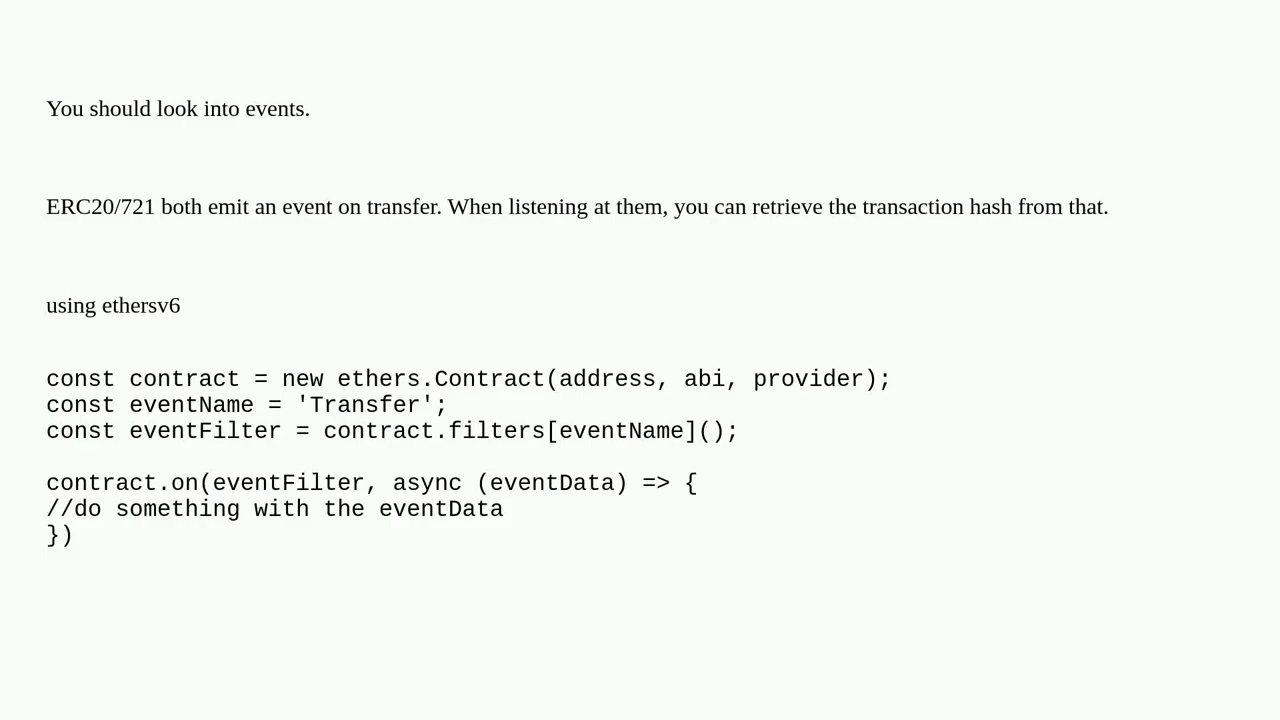 You should look into events.
ERC20/721 both emit an event on transfer. When listening at them, you can retrieve the transaction hash from that.
using ethersv6
const contract = new ethers.Contract(address, abi, provider);
const eventName = 'Transfer';
const eventFilter = contract.filters[eventName]();
contract.on(eventFilter, async (eventData) => {
//do something with the eventData
})